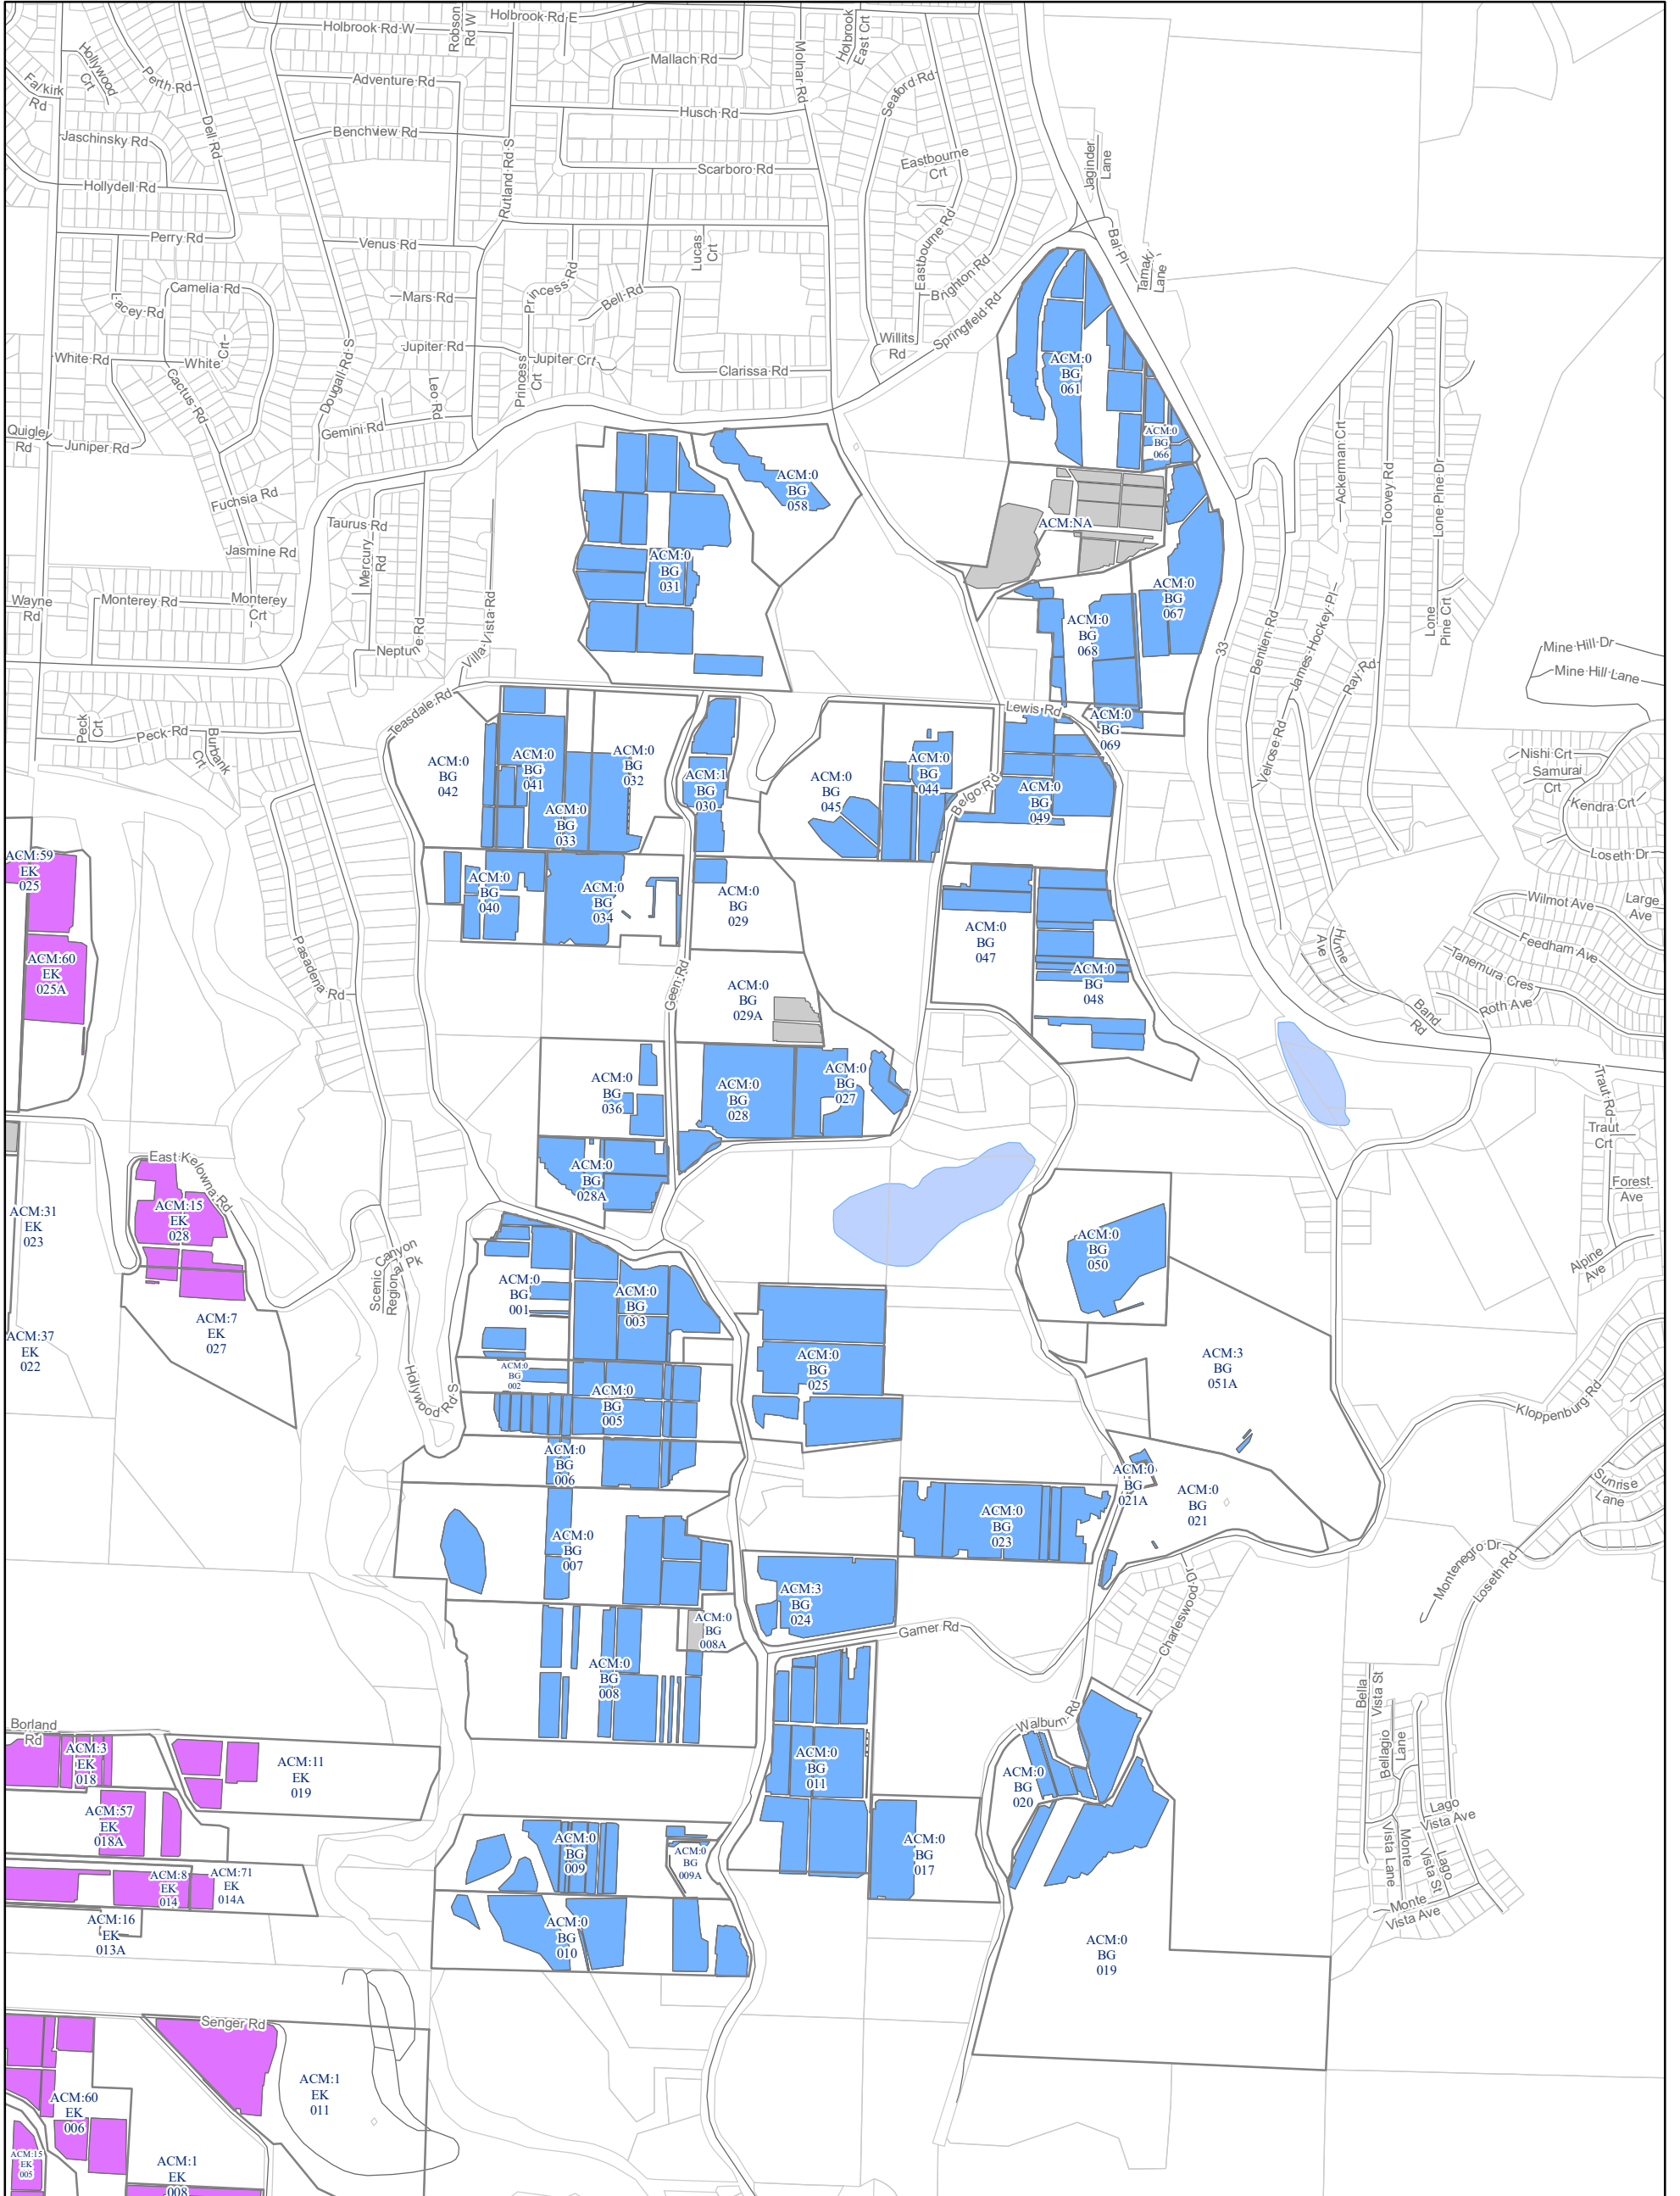 Holbrook Rd E
Holbrook Rd W
Robson
Rd W
Holbrook
East Crt
Molnar Rd
Mallach Rd
Hollywood
Crt
Perth Rd
Falkirk
Rd
Adventure Rd
Seaford Rd
Dell Rd
Husch Rd
Jaschinsky Rd
Benchview Rd
Rutland Rd S
Eastbourne
Crt
Jaginder
Lane
Scarboro Rd
Hollydell Rd
Perry Rd
Venus Rd
Lucas
Crt
Eastbourne Rd
Bal Pl
Tamak
Lane
Camelia Rd
Lacey Rd
Mars Rd
Princess Rd
Bell Rd
Brighton Rd
Springfield Rd
White Rd
White Crt
Dougall Rd S
Jupiter Rd
Jupiter Crt
Willits
Rd
Clarissa Rd
Princess
Crt
Leo Rd
Cactus Rd
ACM:0
BG
061
Quigley
Rd
Juniper Rd
Gemini Rd
ACM:0
BG
066
Ackerman Crt
Toovey Rd
Lone Pine Dr
Fuchsia Rd
ACM:0
BG
058
Taurus Rd
Mercury
Rd
ACM:NA
Jasmine Rd
ACM:0
BG
031
ACM:0
BG
067
Wayne
Rd
Monterey Rd
Monterey
Crt
Villa Vista Rd
ACM:0
BG
068
James Hockey Pl
Lone
Pine Crt
Bentien Rd
33
Neptune Rd
Mine Hill Dr
Mine Hill Lane
Ray Rd
Teasdale Rd
Lewis Rd
ACM:0
BG
069
Peck
Crt
Peck Rd
Burbank
Crt
ACM:0
BG
042
ACM:0
BG
041
ACM:0
BG
032
ACM:1
BG
030
ACM:0
BG
045
ACM:0
BG
044
Belgo Rd
ACM:0
BG
049
Velrose Rd
Nishi Crt
Samurai
Crt
Kendra Crt
ACM:0
BG
033
Loseth Dr
ACM:59
EK
025
ACM:0
BG
040
ACM:0
BG
034
ACM:0
BG
029
ACM:0
BG
047
Wilmot Ave
Large
Ave
Feedham Ave
Hume
Ave
Tanemura Cres
Roth Ave
Band
Rd
ACM:60
EK
025A
Pasadena Rd
Geen Rd
ACM:0
BG
029A
ACM:0
BG
048
ACM:0
BG
036
ACM:0
BG
028
ACM:0
BG
027
Traut Rd
Traut
Crt
East Kelowna Rd
ACM:0
BG
028A
Forest
Ave
ACM:15
EK
028
ACM:31
EK
023
Scenic Canyon
Regional Pk
ACM:0
BG
050
Alpine
Ave
ACM:0
BG
001
ACM:0
BG
003
ACM:7
EK
027
ACM:37
EK
022
ACM:3
BG
051A
ACM:0
BG
002
ACM:0
BG
025
ACM:0
BG
005
Hollywood Rd S
Kloppenburg Rd
ACM:0
BG
006
ACM:0
BG
021A
ACM:0
BG
021
Sunrise
Lane
ACM:0
BG
023
ACM:0
BG
007
Montenegro Dr
Loseth Rd
ACM:3
BG
024
Charleswood Dr
ACM:0
BG
008A
Garner Rd
ACM:0
BG
008
Bella
Vista St
Borland
Rd
Walburn Rd
Bellagio
Lane
ACM:3
EK
018
ACM:11
EK
019
ACM:0
BG
011
ACM:0
BG
020
Lago
Vista Ave
ACM:57
EK
018A
ACM:0
BG
009
ACM:0
BG
009A
ACM:0
BG
017
Monte
Vista Lane
Lago
Vista St
ACM:8
EK
014
ACM:71
EK
014A
Monte
Vista Ave
ACM:16
EK
013A
ACM:0
BG
010
ACM:0
BG
019
Senger Rd
ACM:1
EK
011
ACM:60
EK
006
ACM:15
EK
005
ACM:1
EK
008